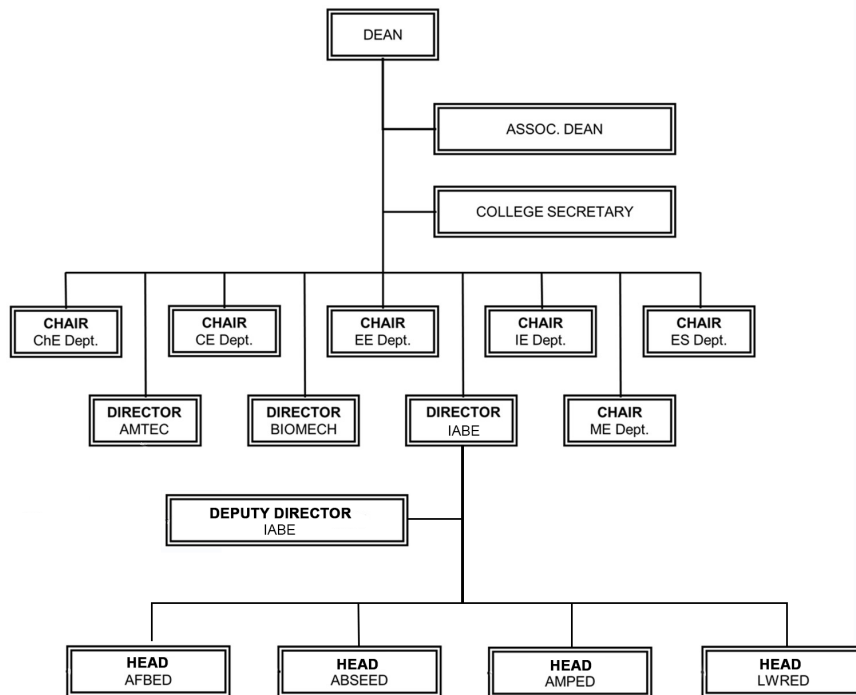 DEAN
ASSOC. DEAN
COLLEGE SECRETARY
CHAIR
ChE Dept.
CHAIR
CE Dept.
CHAIR
EE Dept.
CHAIR
IE Dept.
CHAIR
ES Dept.
DIRECTOR
AMTEC
DIRECTOR
BIOMECH
DIRECTOR
IABE
CHAIR
ME Dept.
DEPUTY DIRECTOR
IABE
HEAD
AFBED
HEAD
ABSEED
HEAD
AMPED
HEAD
LWRED